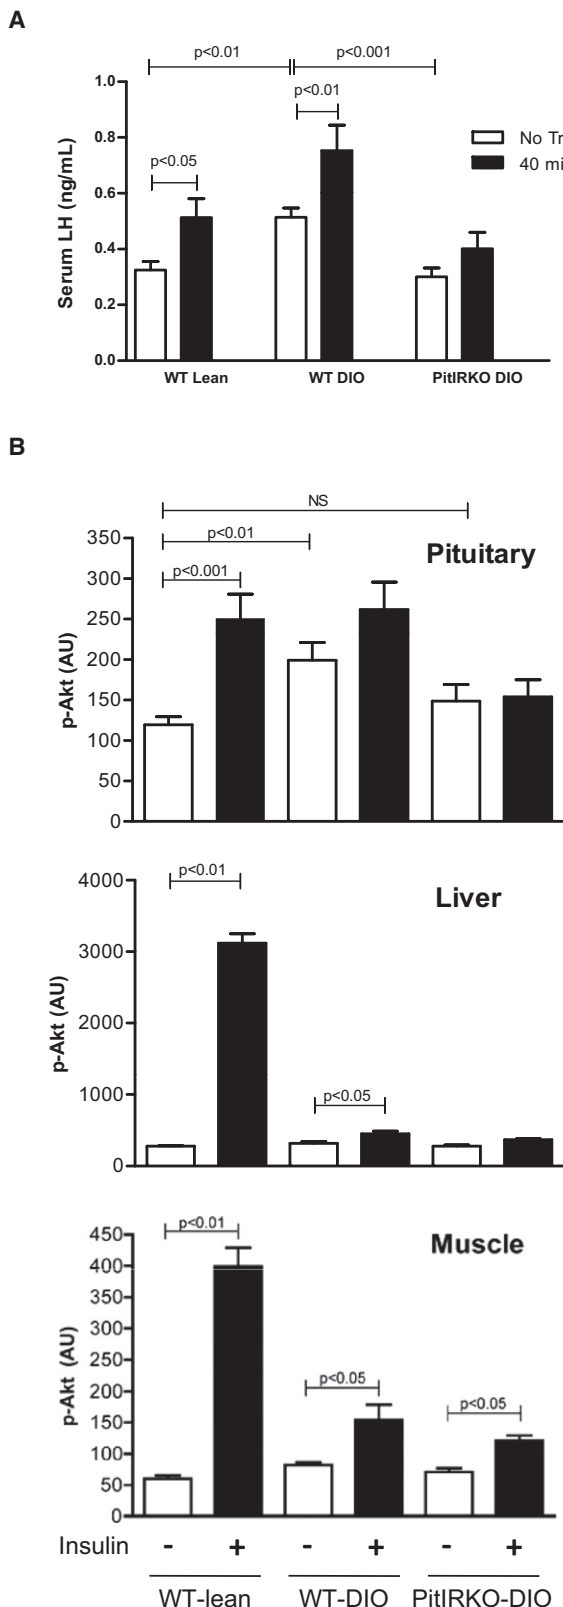 A
p<0.01
p<0.001
1.0
p<0.01
0.8
No Tr
p<0.05
40 mi
0.6
Serum LH (ng/mL)
0.4
0.2
0.0
WT Lean
WT DIO
PitIRKO DIO
B
NS
350
p<0.01
Pituitary
300
p<0.001
250
200
p-Akt (AU)
150
100
50
0
p<0.01
4000
Liver
3000
p-Akt (AU)
2000
1000
p<0.05
0
p<0.01
450
Muscle
400
350
300
p-Akt (AU)
250
p<0.05
200
p<0.05
150
100
50
0
Insulin - + - + - +
WT-lean WT-DIO PitIRKO-DIO